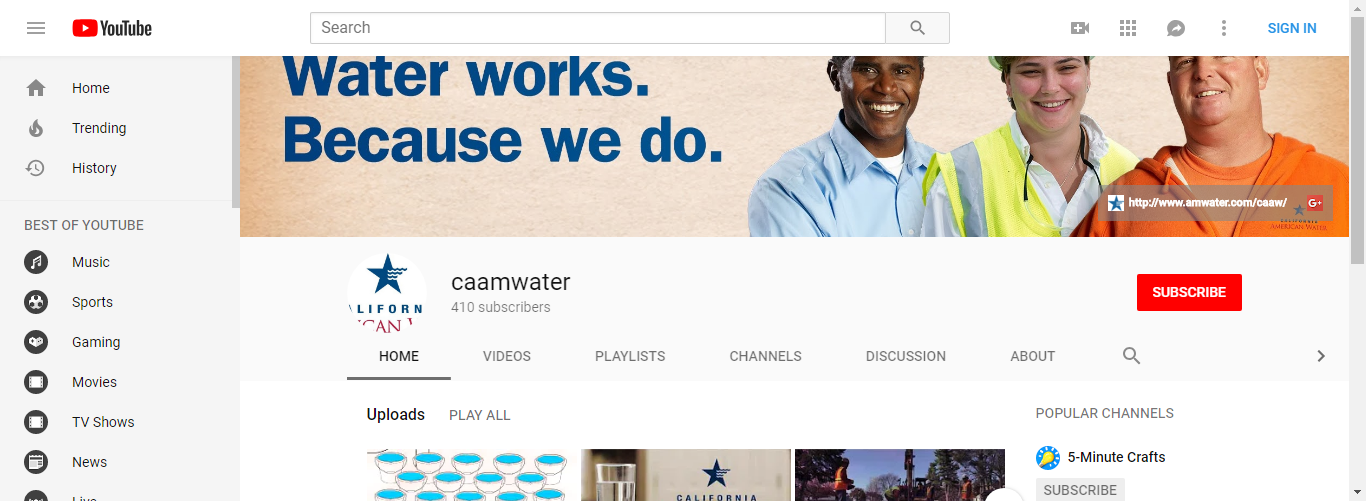 YouTube
Search
SIGN IN
Home
Trending
History
BEST OF YOUTUBE
Music
Sports
Gaming
Movies
TV Shows
News
Live
Water works.
Because we do.
http://www.amwater.com/caaw/
G+
CALIFORNIA
AMERICAN WATER
LIFORN
CAN
caamwater
410 subscribers
SUBSCRIBE
HOME VIDEOS PLAYLISTS CHANNELS DISCUSSION ABOUT
Uploads PLAY ALL
CALIFORNIA
POPULAR CHANNELS
5-Minute Crafts
SUBSCRIBE